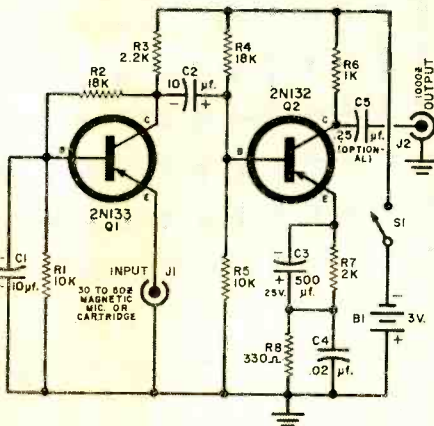 R3
2.2K
C2
10 µf.
- +
R4
18K
R2
18K
R6
1K
2N132
Q2
C
C5
25 µf.
(OPTION-
AL)
1000Ω
OUTPUT
J2
B
C
E
2N133
Q1
B
C
E
S1
C1
10µf.
R1
10K
INPUT
J1
30 TO 50Ω
MAGNETIC
MIC. OR
CARTRIDGE
R5
10K
-
C3
+
500
µf.
25V.
R7
2K
R8
330Ω
C4
.02 µf.
B1
-
3V.
+